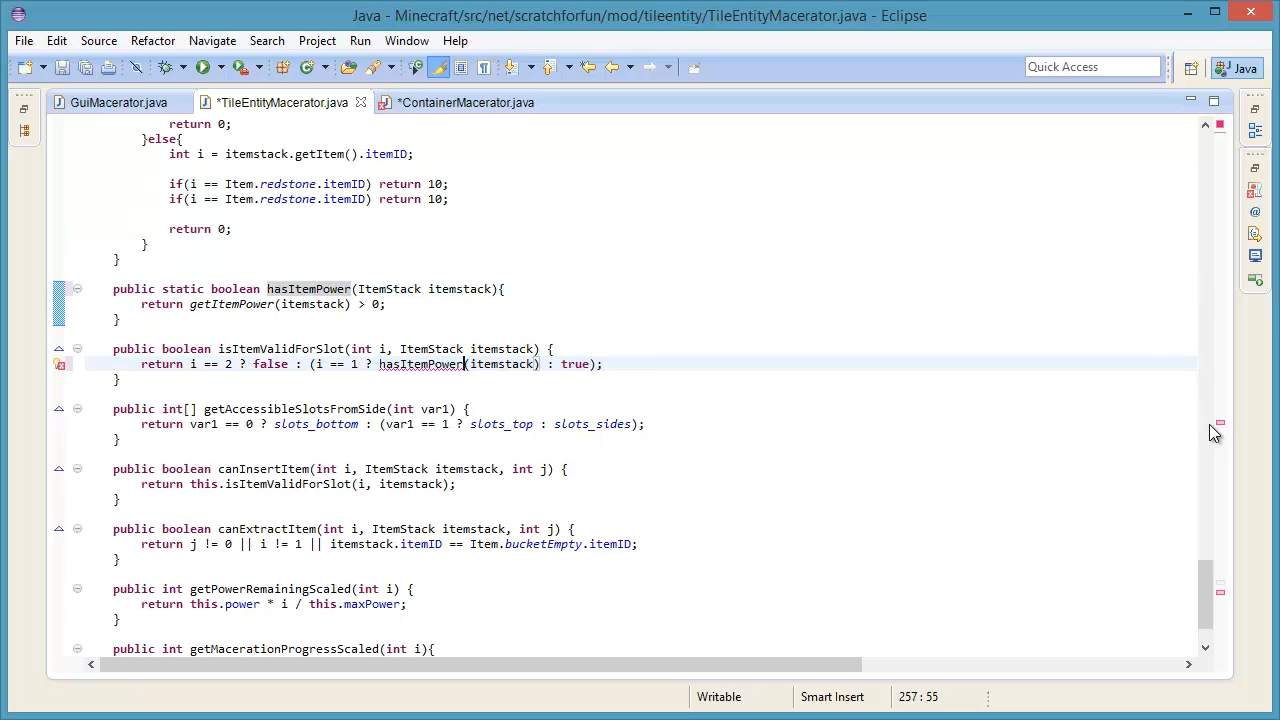 Java - Minecraft/src/net/scratchforfun/mod/tileentity/TileEntityMacerator.java - Eclipse
File Edit Source Refactor Navigate Search Project Run Window Help
Quick Access
Java
GuiMacerator.java
*TileEntityMacerator.java
*ContainerMacerator.java
return 0;
}else{
int i = itemstack.getItem().itemID;
if(i == Item.redstone.itemID) return 10;
if(i == Item.redstone.itemID) return 10;
return 0;
}
}
public static boolean hasItemPower(ItemStack itemstack){
return getItemPower(itemstack) > 0;
}
public boolean isItemValidForSlot(int i, ItemStack itemstack) {
return i == 2 ? false : (i == 1 ? hasItemPower(itemstack) : true);
}
public int[] getAccessibleSlotsFromSide(int var1) {
return var1 == 0 ? slots_bottom : (var1 == 1 ? slots_top : slots_sides);
}
public boolean canInsertItem(int i, ItemStack itemstack, int j) {
return this.isItemValidForSlot(i, itemstack);
}
public boolean canExtractItem(int i, ItemStack itemstack, int j) {
return j != 0 || i != 1 || itemstack.itemID == Item.bucketEmpty.itemID;
}
public int getPowerRemainingScaled(int i) {
return this.power * i / this.maxPower;
}
public int getMacerationProgressScaled(int i){
Writable
Smart Insert
257 : 55